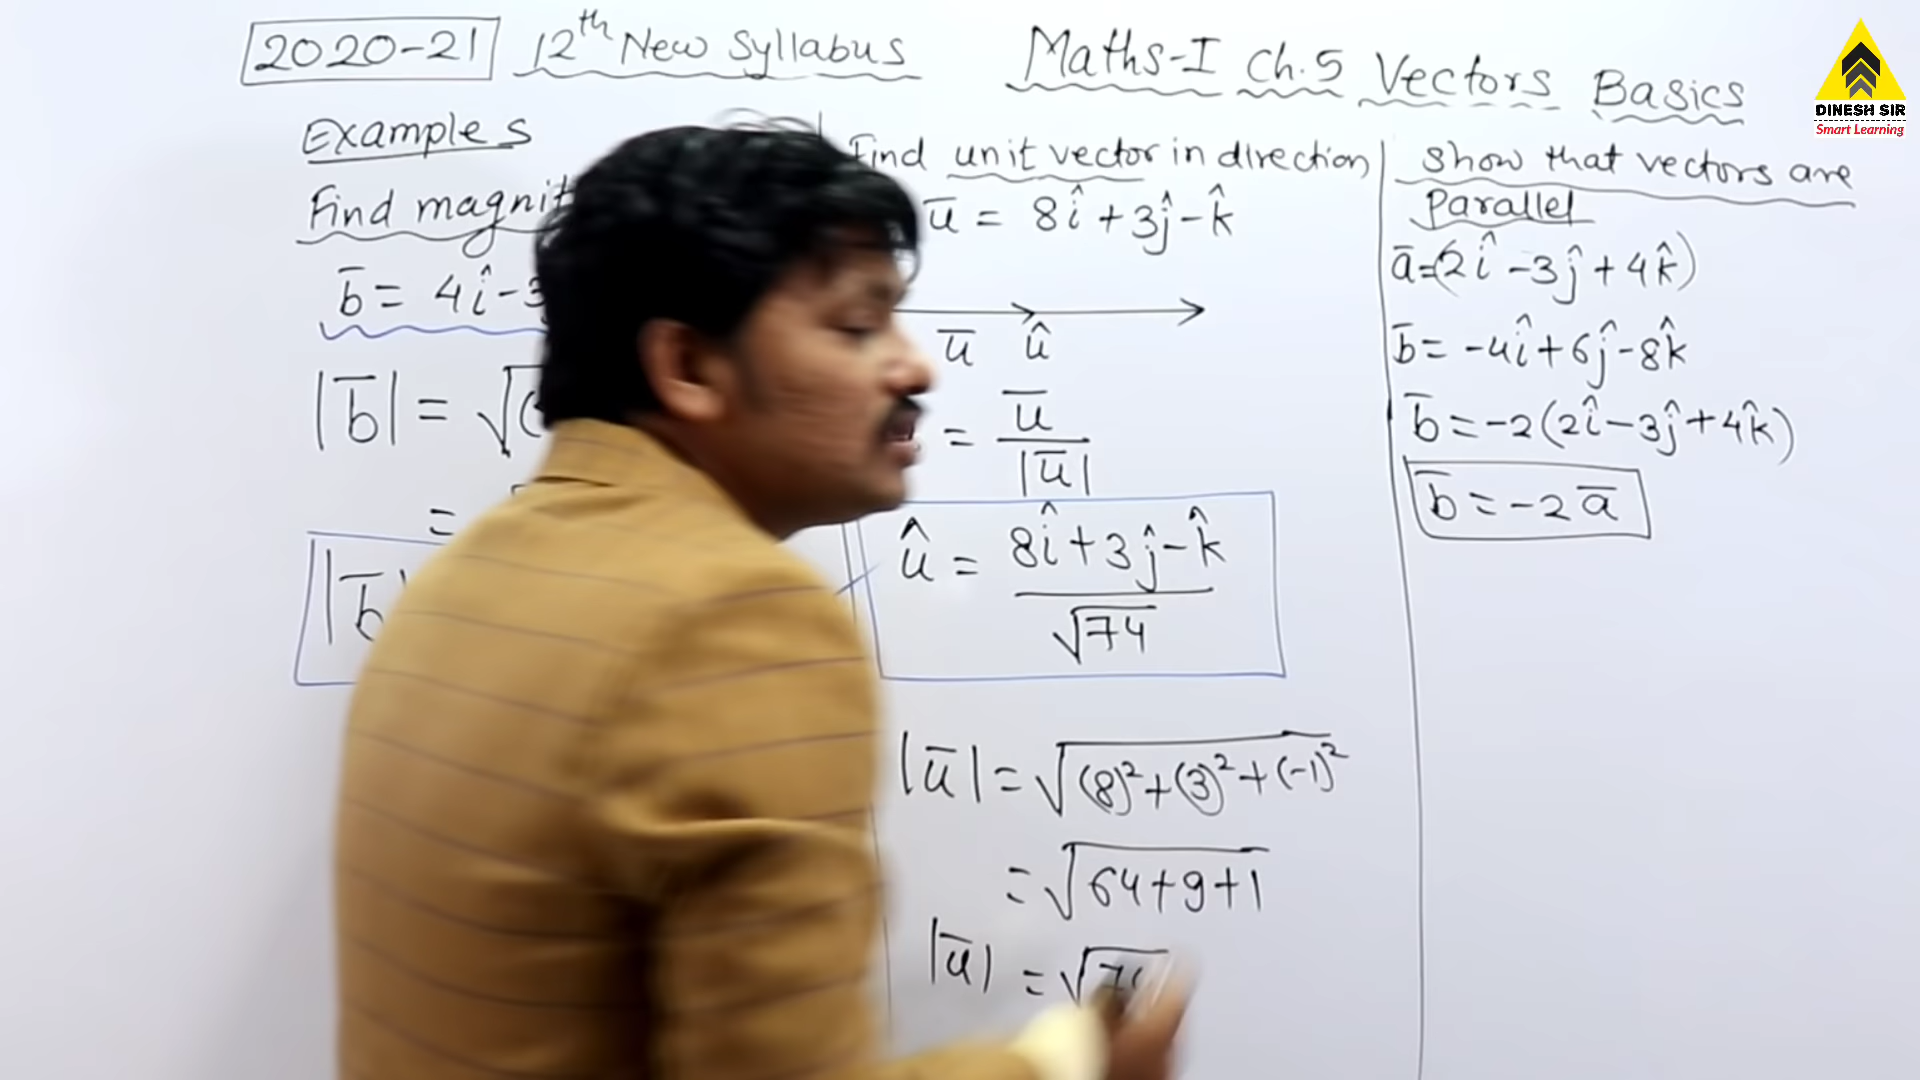 2020-21 12th New Syllabus Maths-I Ch.5 Vectors Basics
DINESH SIR
Smart Learning
Examples
Find magnit
b̅ = 4î - 3
|b̅| = √(
=
|b̅|
Find unit vector in direction
u̅ = 8î + 3ĵ - k̂
u̅ û
= u̅ / |u̅|
û = (8î + 3ĵ - k̂) / √74
|u̅| = √(8)² + (3)² + (-1)²
= √64 + 9 + 1
|u̅| = √74
Show that vectors are
Parallel
a̅ = (2î - 3ĵ + 4k̂)
b̅ = -4î + 6ĵ - 8k̂
b̅ = -2(2î - 3ĵ + 4k̂)
b̅ = -2a̅